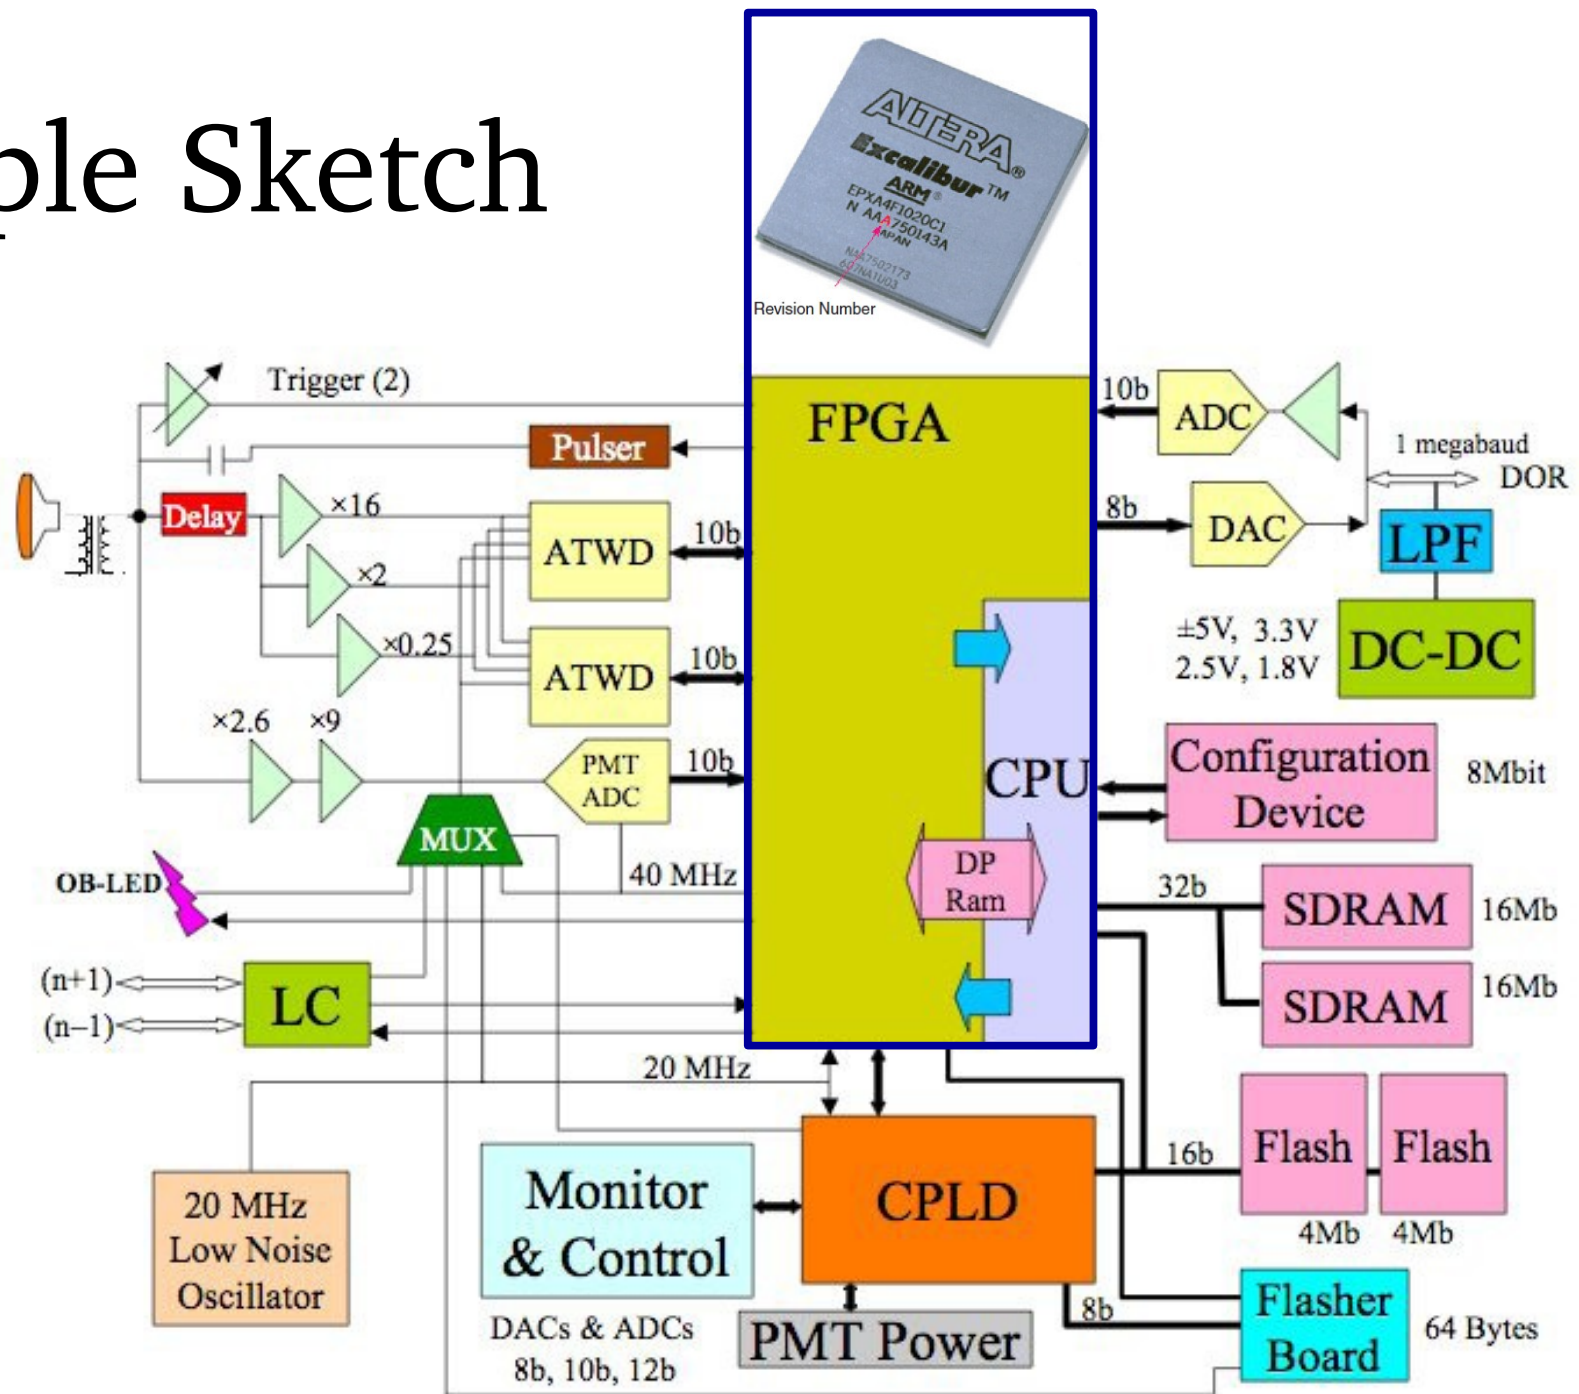 ple Sketch
ALTERA®
Excalibur™
ARM®
EPXA4F1020C1
N AAA750143A
JAPAN
NAA7502173
607NA1U03
Revision Number
Trigger (2)
Pulser
Delay
×16
×2
×0.25
ATWD
10b
ATWD
10b
×2.6
×9
PMT
ADC
10b
MUX
OB-LED
40 MHz
(n+1)
(n−1)
LC
20 MHz
20 MHz
Low Noise
Oscillator
FPGA
CPU
DP
Ram
10b
ADC
8b
DAC
1 megabaud
DOR
LPF
±5V, 3.3V
2.5V, 1.8V
DC-DC
Configuration
Device
8Mbit
32b
SDRAM
16Mb
SDRAM
16Mb
16b
Flash
Flash
4Mb
4Mb
Monitor
& Control
DACs & ADCs
8b, 10b, 12b
CPLD
PMT Power
8b
Flasher
Board
64 Bytes